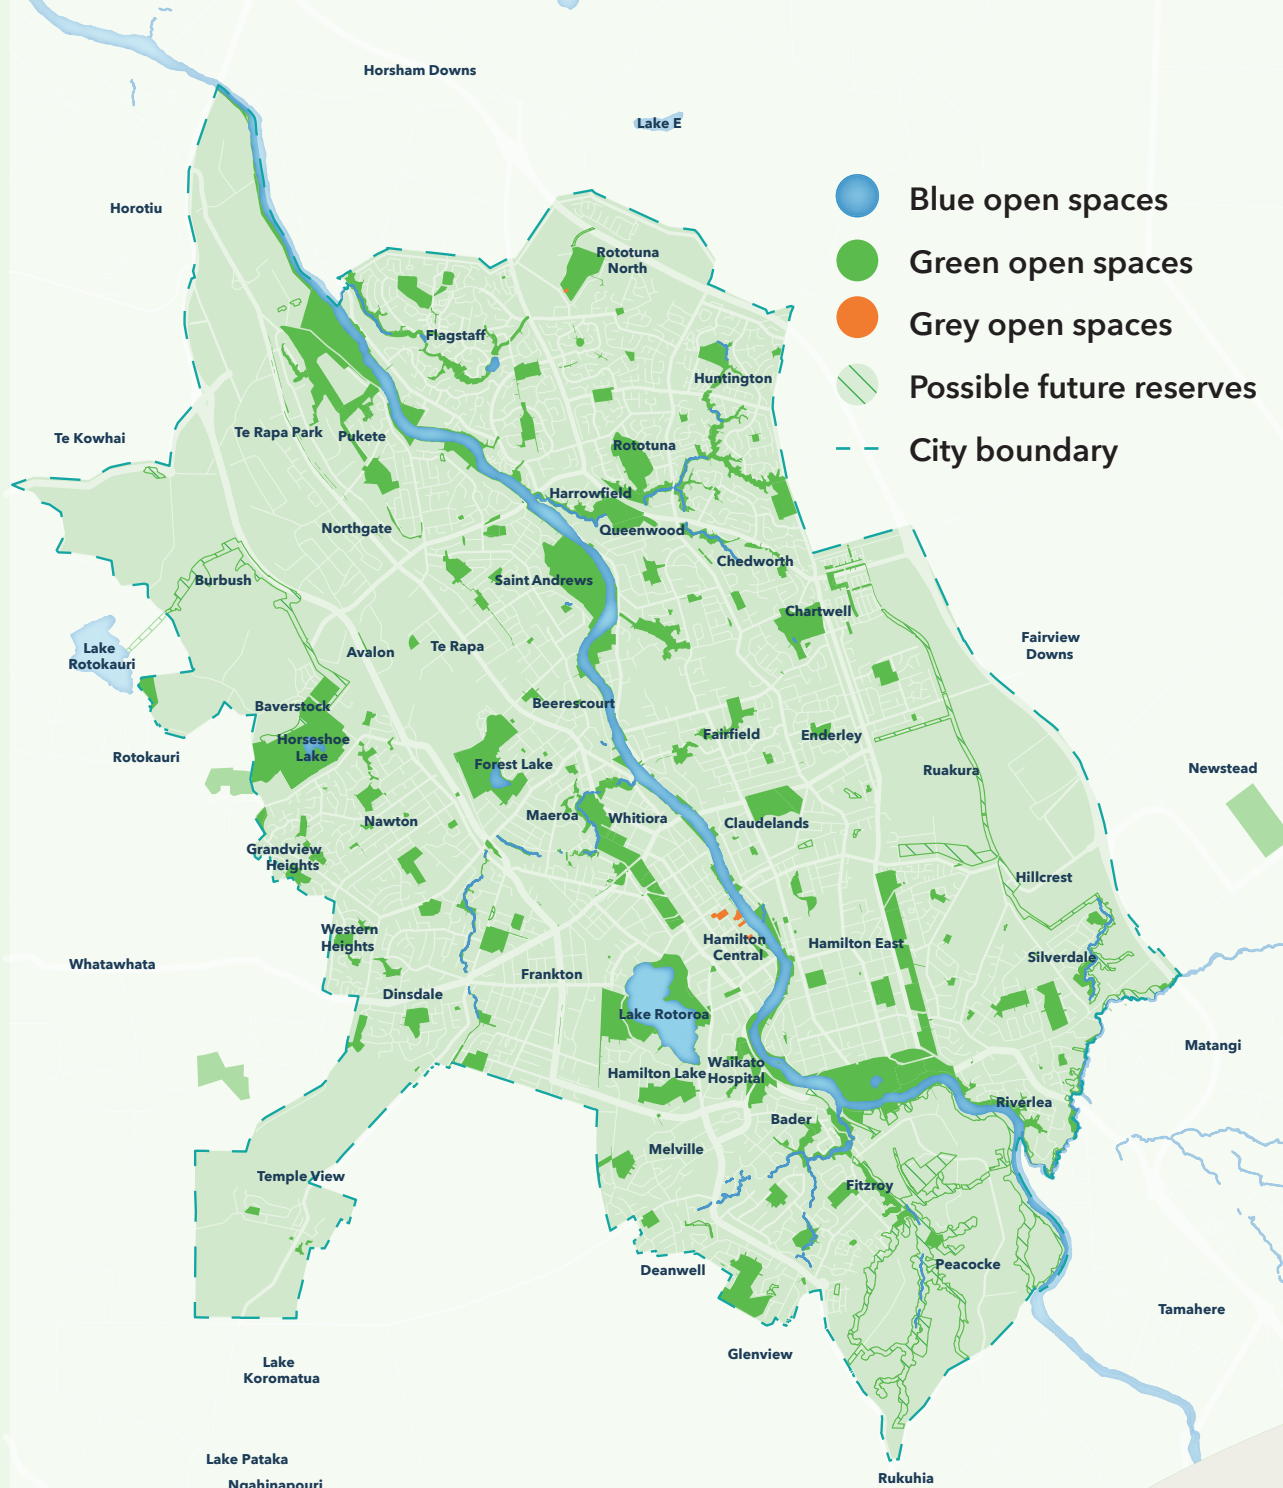 Horsham Downs
Lake E
Horotiu
Blue open spaces
Green open spaces
Grey open spaces
Possible future reserves
City boundary
Rototuna
North
Flagstaff
Huntington
Te Kowhai
Te Rapa Park
Pukete
Rototuna
Harrowfield
Northgate
Queenwood
Chedworth
Burbush
Saint Andrews
Chartwell
Lake
Rotokauri
Avalon
Te Rapa
Fairview
Downs
Baverstock
Beerescourt
Horseshoe
Lake
Fairfield
Enderley
Rotokauri
Forest Lake
Ruakura
Newstead
Nawton
Maeroa
Whitiora
Claudelands
Grandview
Heights
Hillcrest
Western
Heights
Hamilton
Central
Hamilton East
Silverdale
Whatawhata
Frankton
Dinsdale
Lake Rotoroa
Matangi
Hamilton Lake
Waikato
Hospital
Riverlea
Bader
Melville
Temple View
Fitzroy
Deanwell
Peacocke
Tamahere
Glenview
Lake
Koromatua
Lake Pataka
Ngahinapouri
Rukuhia